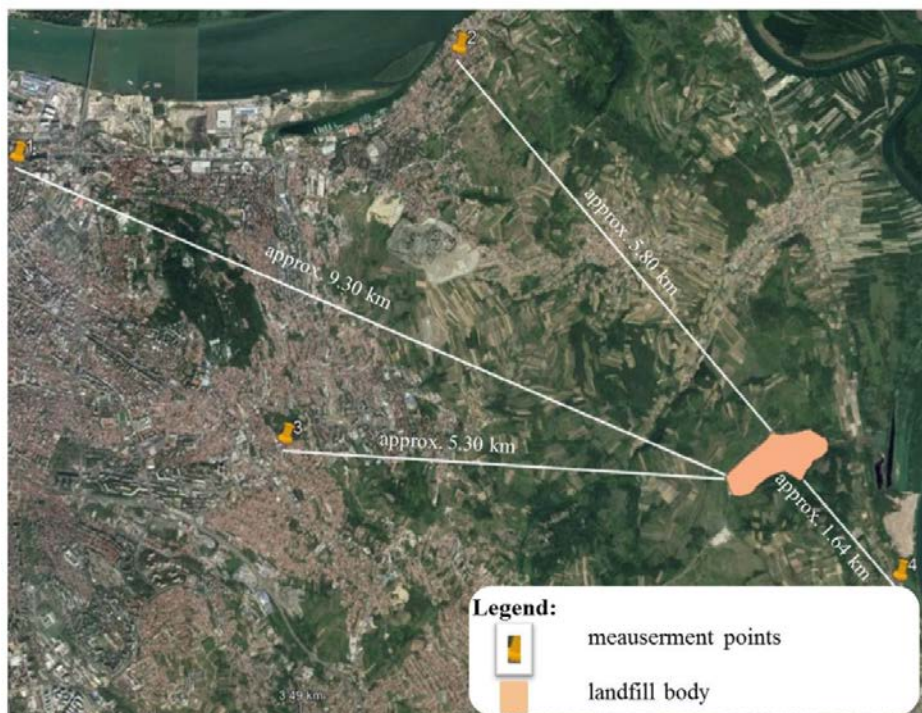 2
1
approx. 5.80 km
approx. 9.30 km
3
approx. 5.30 km
approx. 1.64 km
4
Legend:
meauserment points
landfill body
3.49 km